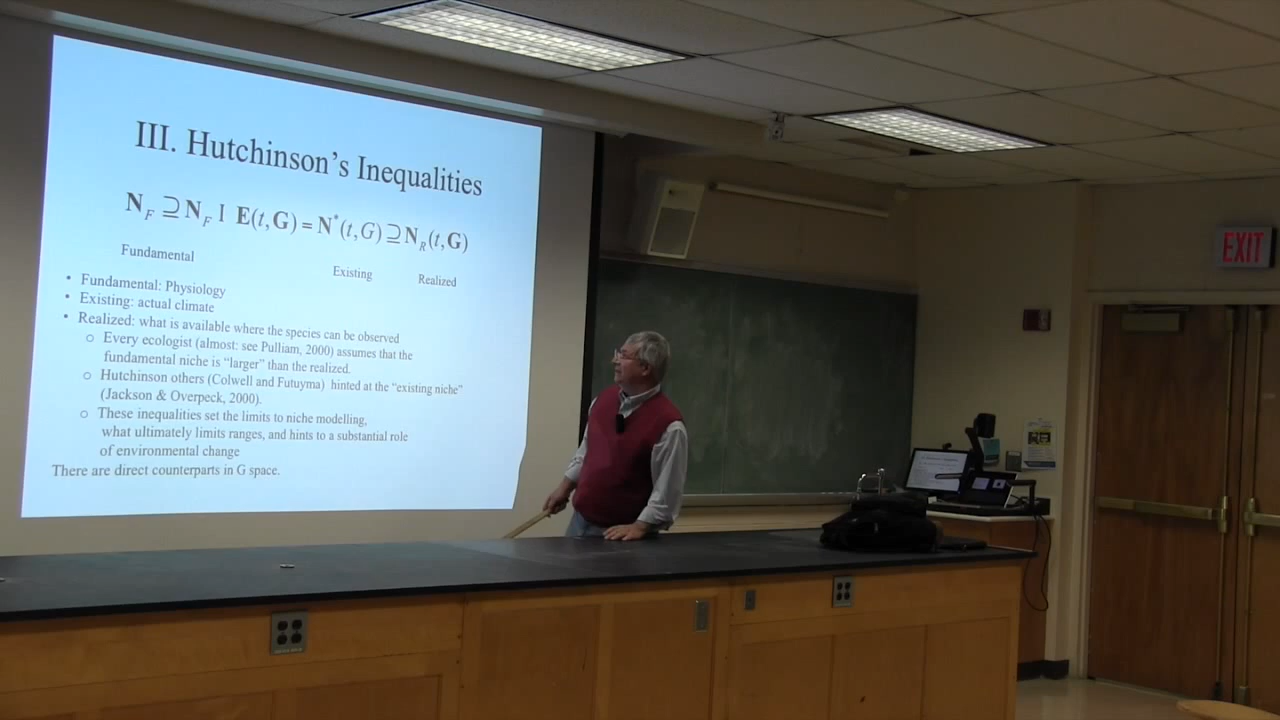 III. Hutchinson's Inequalities
N_F ⊇ N_F I E(t,G) = N*(t,G) ⊇ N_R(t,G)
Fundamental
Existing
Realized
• Fundamental: Physiology
• Existing: actual climate
• Realized: what is available where the species can be observed
o Every ecologist (almost: see Pulliam, 2000) assumes that the
fundamental niche is "larger" than the realized.
o Hutchinson others (Colwell and Futuyma) hinted at the "existing niche"
(Jackson & Overpeck, 2000).
o These inequalities set the limits to niche modelling,
what ultimately limits ranges, and hints to a substantial role
of environmental change
There are direct counterparts in G space.
EXIT